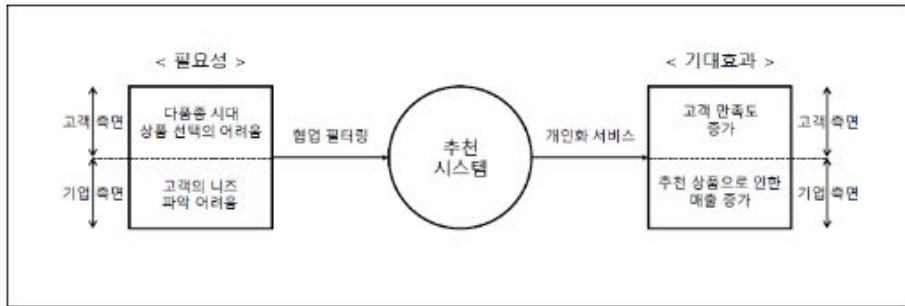 < 필요성 >
< 기대효과 >
고객 측면
다품종 시대
상품 선택의 어려움
협업 필터링
추천
시스템
개인화 서비스
고객 만족도
증가
고객 측면
기업 측면
고객의 니즈
파악 어려움
추천 상품으로 인한
매출 증가
기업 측면